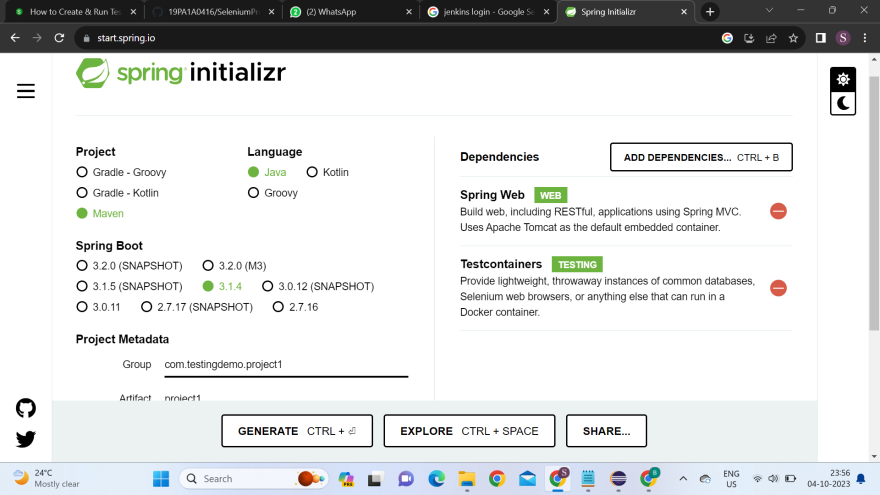 How to Create & Run Tes
19PA1A0416/SeleniumPr
(2) WhatsApp
jenkins login - Google Se
Spring Initializr
start.spring.io
S
spring initializr
Project
Gradle - Groovy
Gradle - Kotlin
Maven
Language
Java
Kotlin
Groovy
Spring Boot
3.2.0 (SNAPSHOT)
3.2.0 (M3)
3.1.5 (SNAPSHOT)
3.1.4
3.0.12 (SNAPSHOT)
3.0.11
2.7.17 (SNAPSHOT)
2.7.16
Project Metadata
Group com.testingdemo.project1
Artifact project1
Dependencies
ADD DEPENDENCIES... CTRL + B
Spring Web WEB
Build web, including RESTful, applications using Spring MVC.
Uses Apache Tomcat as the default embedded container.
Testcontainers TESTING
Provide lightweight, throwaway instances of common databases,
Selenium web browsers, or anything else that can run in a
Docker container.
GENERATE CTRL + ⏎
EXPLORE CTRL + SPACE
SHARE...
24°C
Mostly clear
Search
ENG
US
23:56
04-10-2023